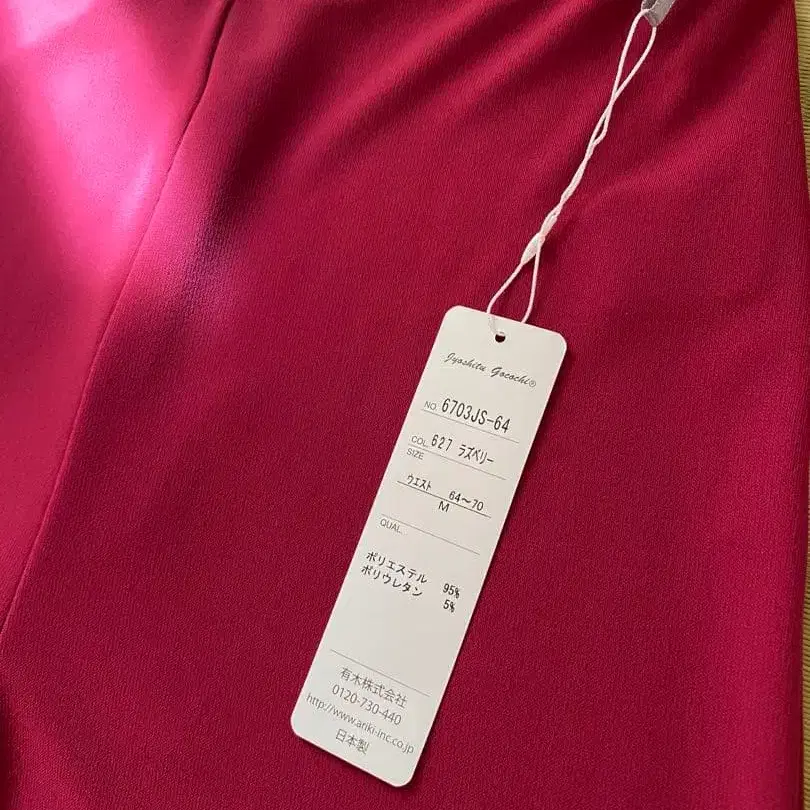 Jyoshitu Gocochi®
NO. 6703JS-64
COL. 627 ラズベリー
SIZE
ウエスト 64〜70
M
QUAL.
ポリエステル 95%
ポリウレタン 5%
有木株式会社
0120-730-440
http://www.ariki-inc.co.jp
日本製